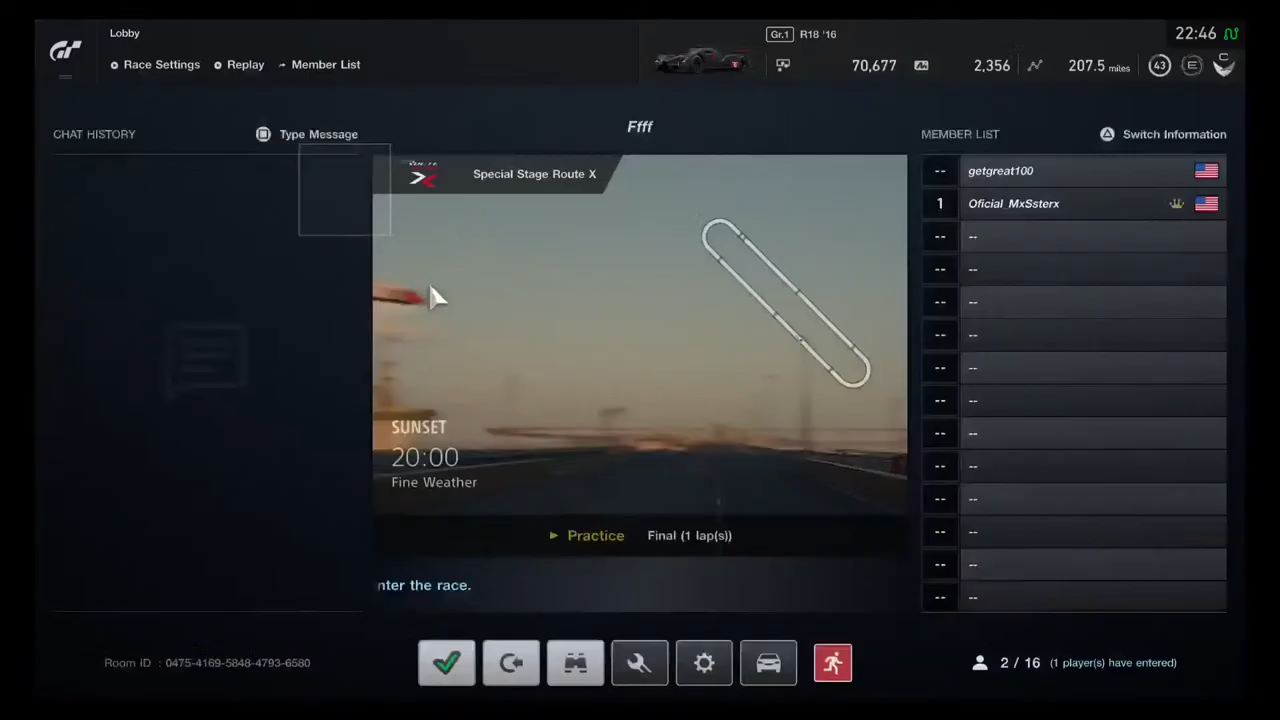 Lobby
Gr.1 R18 '16
22:46
Race Settings Replay Member List
70,677 2,356 207.5 miles 43 E C
CHAT HISTORY Type Message
Ffff
MEMBER LIST Switch Information
Special Stage Route X
-- getgreat100
1 Oficial_MxSsterx
-- --
-- --
-- --
-- --
-- --
-- --
-- --
-- --
-- --
-- --
-- --
-- --
SUNSET
20:00
Fine Weather
Practice Final (1 lap(s))
nter the race.
Room ID : 0475-4169-5848-4793-6580
2 / 16 (1 player(s) have entered)